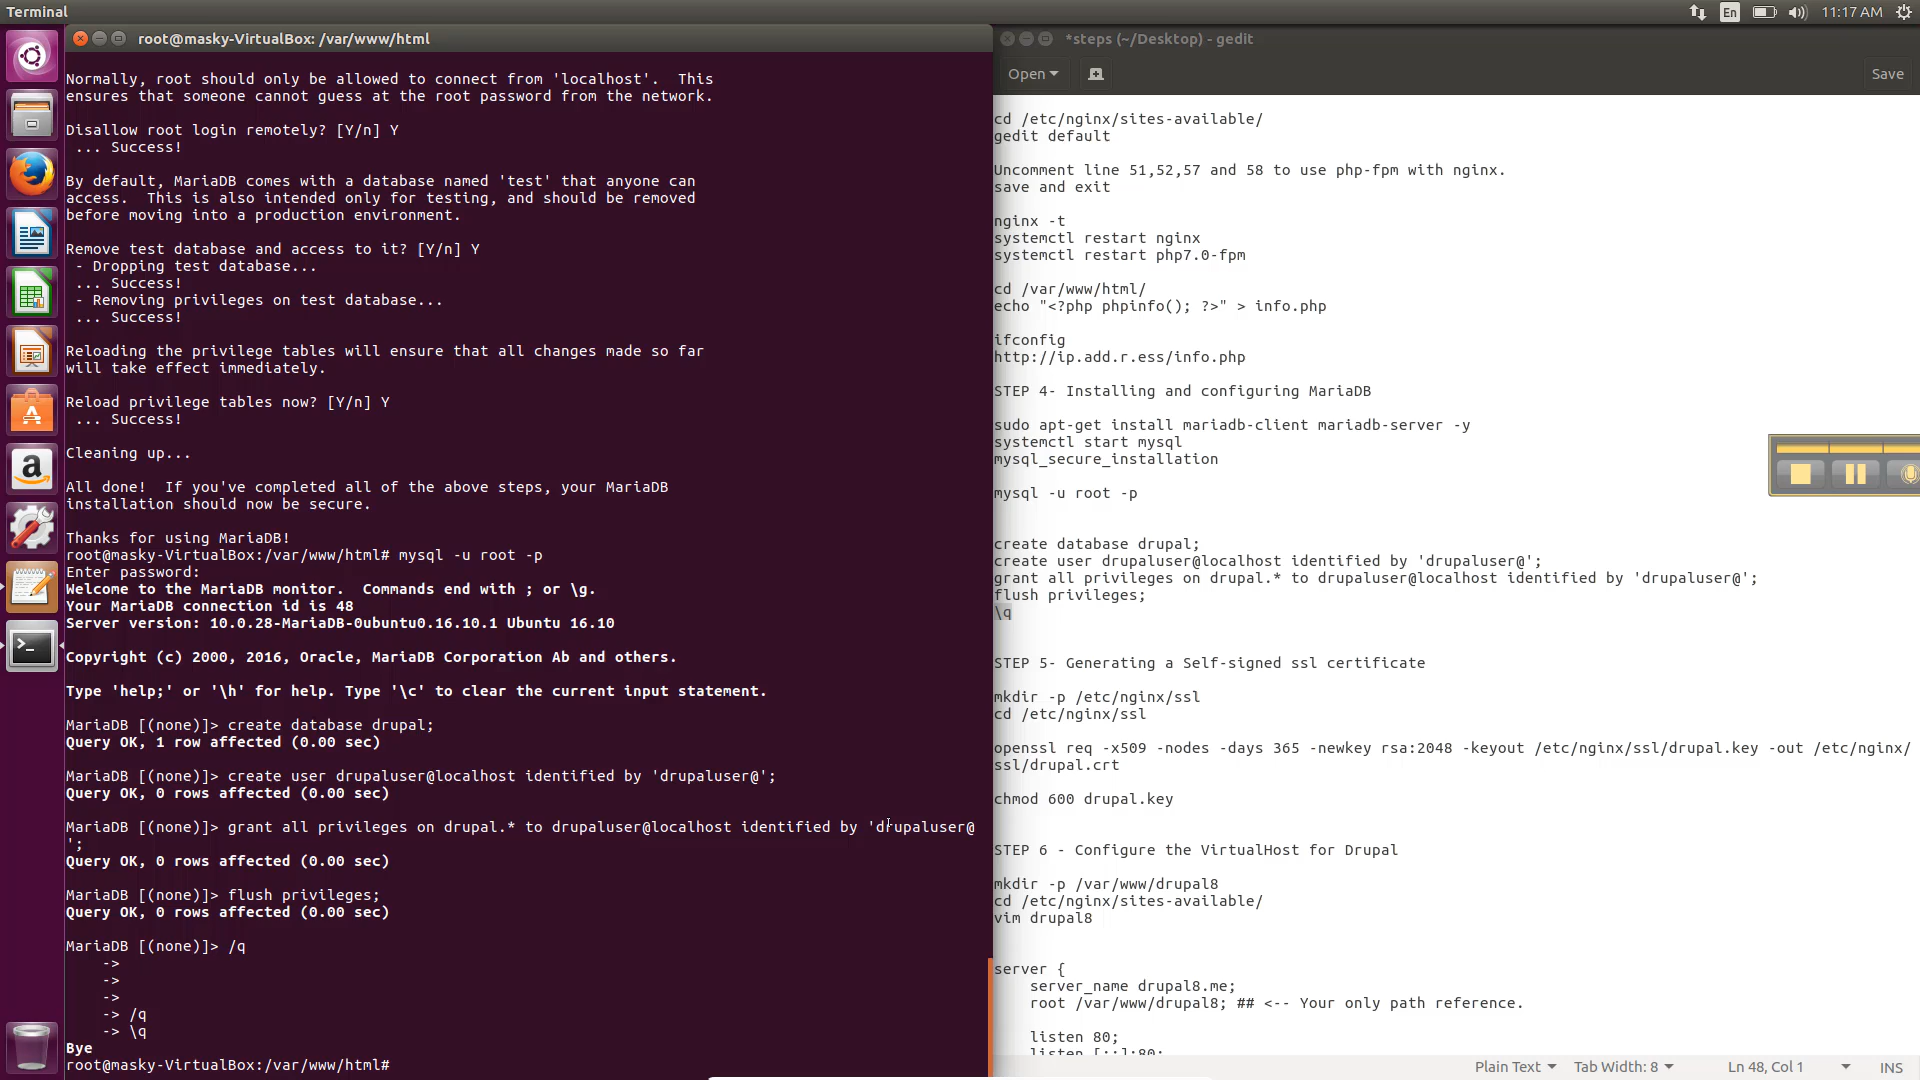 Terminal
En
11:17 AM
root@masky-VirtualBox: /var/www/html
Normally, root should only be allowed to connect from 'localhost'.  This
ensures that someone cannot guess at the root password from the network.
Disallow root login remotely? [Y/n] Y
 ... Success!
By default, MariaDB comes with a database named 'test' that anyone can
access.  This is also intended only for testing, and should be removed
before moving into a production environment.
Remove test database and access to it? [Y/n] Y
 - Dropping test database...
 ... Success!
 - Removing privileges on test database...
 ... Success!
Reloading the privilege tables will ensure that all changes made so far
will take effect immediately.
Reload privilege tables now? [Y/n] Y
 ... Success!
Cleaning up...
All done!  If you've completed all of the above steps, your MariaDB
installation should now be secure.
Thanks for using MariaDB!
root@masky-VirtualBox:/var/www/html# mysql -u root -p
Enter password:
Welcome to the MariaDB monitor.  Commands end with ; or \g.
Your MariaDB connection id is 48
Server version: 10.0.28-MariaDB-0ubuntu0.16.10.1 Ubuntu 16.10
Copyright (c) 2000, 2016, Oracle, MariaDB Corporation Ab and others.
Type 'help;' or '\h' for help. Type '\c' to clear the current input statement.
MariaDB [(none)]> create database drupal;
Query OK, 1 row affected (0.00 sec)
MariaDB [(none)]> create user drupaluser@localhost identified by 'drupaluser@';
Query OK, 0 rows affected (0.00 sec)
MariaDB [(none)]> grant all privileges on drupal.* to drupaluser@localhost identified by 'drupaluser@
';
Query OK, 0 rows affected (0.00 sec)
MariaDB [(none)]> flush privileges;
Query OK, 0 rows affected (0.00 sec)
MariaDB [(none)]> /q
    ->
    ->
    ->
    -> /q
    -> \q
Bye
root@masky-VirtualBox:/var/www/html#
*steps (~/Desktop) - gedit
Open
Save
cd /etc/nginx/sites-available/
gedit default
Uncomment line 51,52,57 and 58 to use php-fpm with nginx.
save and exit
nginx -t
systemctl restart nginx
systemctl restart php7.0-fpm
cd /var/www/html/
echo "<?php phpinfo(); ?>" > info.php
ifconfig
http://ip.add.r.ess/info.php
STEP 4- Installing and configuring MariaDB
sudo apt-get install mariadb-client mariadb-server -y
systemctl start mysql
mysql_secure_installation
mysql -u root -p
create database drupal;
create user drupaluser@localhost identified by 'drupaluser@';
grant all privileges on drupal.* to drupaluser@localhost identified by 'drupaluser@';
flush privileges;
\q
STEP 5- Generating a Self-signed ssl certificate
mkdir -p /etc/nginx/ssl
cd /etc/nginx/ssl
openssl req -x509 -nodes -days 365 -newkey rsa:2048 -keyout /etc/nginx/ssl/drupal.key -out /etc/nginx/
ssl/drupal.crt
chmod 600 drupal.key
STEP 6 - Configure the VirtualHost for Drupal
mkdir -p /var/www/drupal8
cd /etc/nginx/sites-available/
vim drupal8
server {
    server_name drupal8.me;
    root /var/www/drupal8; ## <-- Your only path reference.
    listen 80;
    listen [::]:80;
Plain Text
Tab Width: 8
Ln 48, Col 1
INS